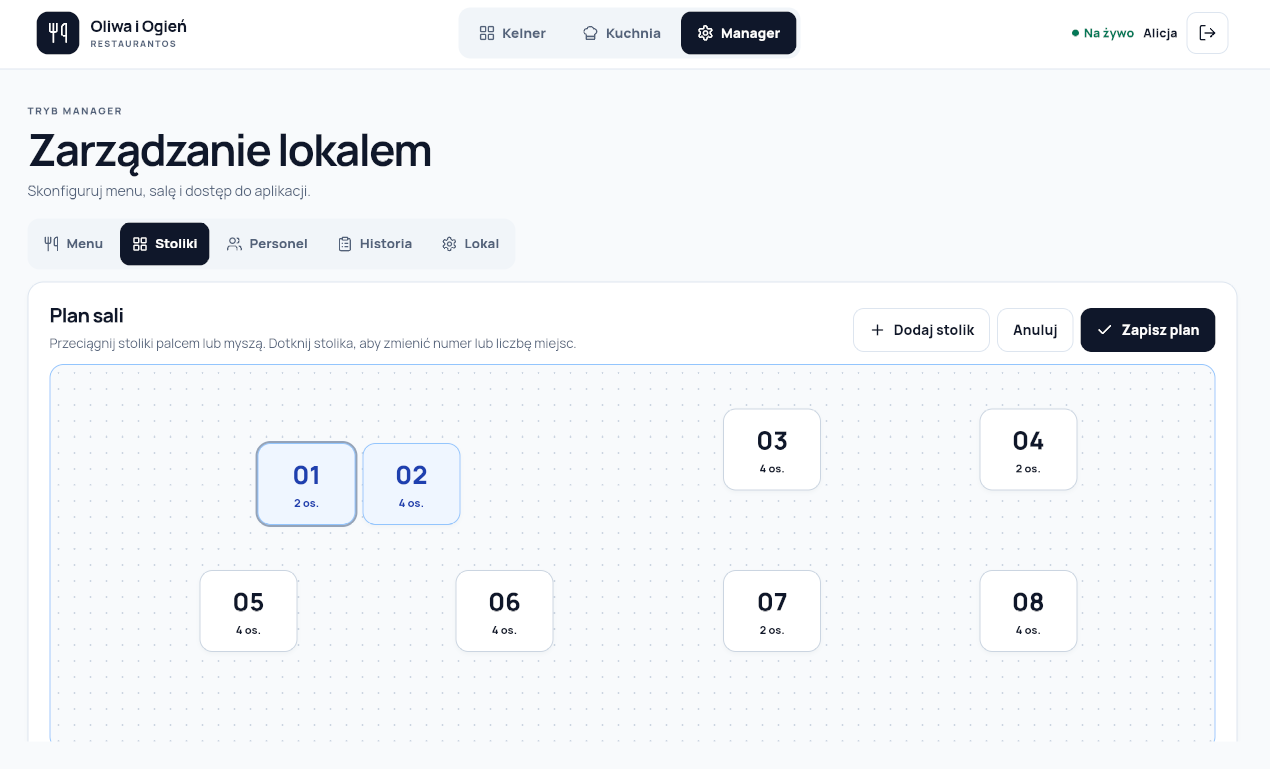 Oliwa i Ogień
RESTAURANTOS
Kelner
Kuchnia
Manager
Na żywo
Alicja
TRYB MANAGER
Zarządzanie lokalem
Skonfiguruj menu, salę i dostęp do aplikacji.
Menu
Stoliki
Personel
Historia
Lokal
Plan sali
Przeciągnij stoliki palcem lub myszą. Dotknij stolika, aby zmienić numer lub liczbę miejsc.
Dodaj stolik
Anuluj
Zapisz plan
01
2 os.
02
4 os.
03
4 os.
04
2 os.
05
4 os.
06
4 os.
07
2 os.
08
4 os.